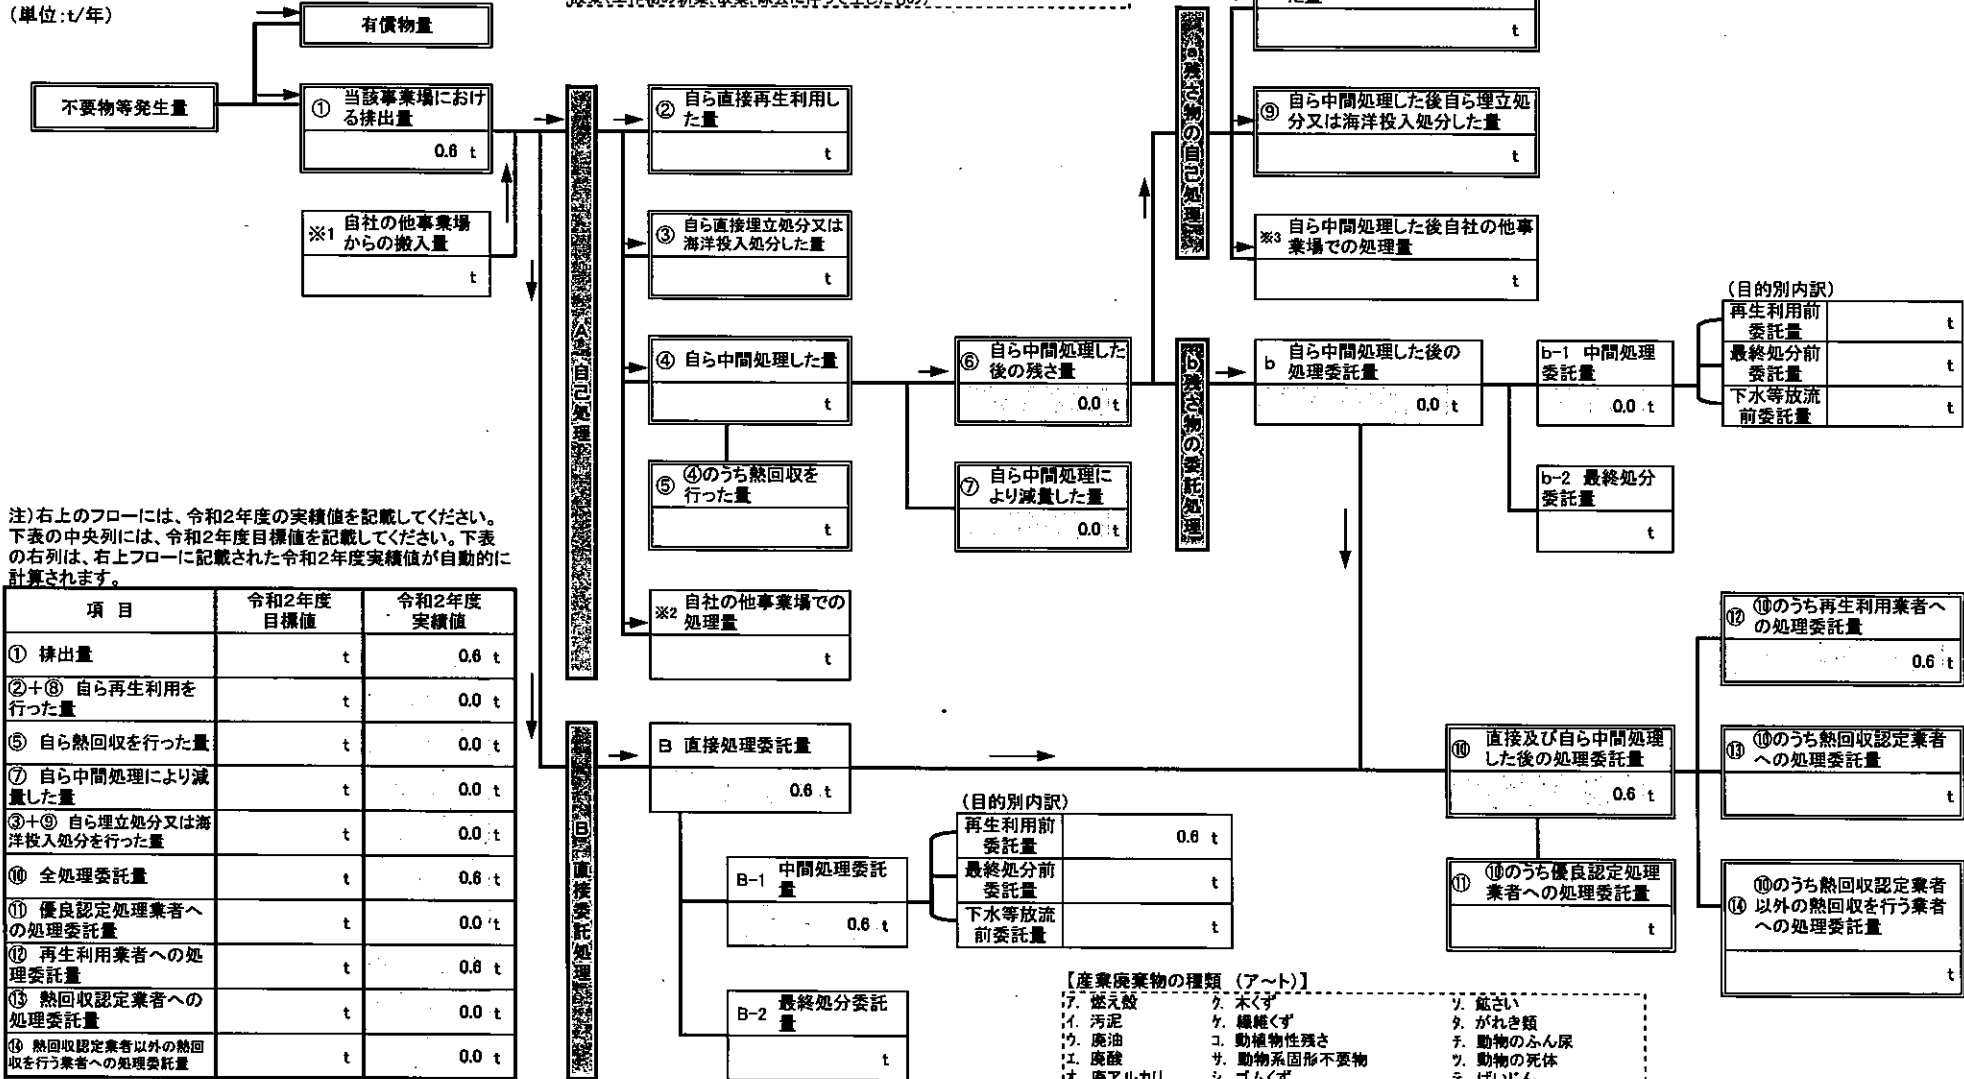 (単位:t/年)
有償物量
不要物等発生量
① 当該事業場におけ
る排出量
0.6 t
※1 自社の他事業場
からの搬入量
t
A 自己処理
② 自ら直接再生利用し
た量
t
③ 自ら直接埋立処分又は
海洋投入処分した量
t
④ 自ら中間処理した量
t
⑤ ④のうち熱回収を
行った量
t
※2 自社の他事業場での
処理量
t
⑥ 自ら中間処理した
後の残さ量
0.0 t
⑦ 自ら中間処理に
より減量した量
0.0 t
a 残さ物の自己処理
t
⑨ 自ら中間処理した後自ら埋立処
分又は海洋投入処分した量
t
※3 自ら中間処理した後自社の他事
業場での処理量
t
b 残さ物の委託処理
b 自ら中間処理した後の
処理委託量
0.0 t
b-1 中間処理
委託量
0.0 t
b-2 最終処分
委託量
t
(目的別内訳)
再生利用前
委託量
t
最終処分前
委託量
t
下水等放流
前委託量
t
注)右上のフローには、令和2年度の実績値を記載してください。
下表の中央列には、令和2年度目標値を記載してください。下表
の右列は、右上フローに記載された令和2年度実績値が自動的に
計算されます。
項 目 令和2年度 目標値 令和2年度 実績値
① 排出量 t 0.6 t
②+⑧ 自ら再生利用を
行った量 t 0.0 t
⑤ 自ら熱回収を行った量 t 0.0 t
⑦ 自ら中間処理により減
量した量 t 0.0 t
③+⑨ 自ら埋立処分又は海
洋投入処分を行った量 t 0.0 t
⑩ 全処理委託量 t 0.6 t
⑪ 優良認定処理業者へ
の処理委託量 t 0.0 t
⑫ 再生利用業者への処
理委託量 t 0.6 t
⑬ 熱回収認定業者への
処理委託量 t 0.0 t
⑭ 熱回収認定業者以外の熱回
収を行う業者への処理委託量 t 0.0 t
B 直接委託処理
B 直接処理委託量
0.6 t
B-1 中間処理委託
量
0.6 t
B-2 最終処分委託
量
t
(目的別内訳)
再生利用前
委託量
0.6 t
最終処分前
委託量
t
下水等放流
前委託量
t
⑩ 直接及び自ら中間処理
した後の処理委託量
0.6 t
⑪ ⑩のうち優良認定処理
業者への処理委託量
t
⑫ ⑩のうち再生利用業者へ
の処理委託量
0.6 t
⑬ ⑩のうち熱回収認定業者
への処理委託量
t
⑭ ⑩のうち熱回収認定業者
以外の熱回収を行う業者
への処理委託量
t
【産業廃棄物の種類 (ア~ト)】
ア. 燃え殻 ク. 木くず ソ. 鉱さい
イ. 汚泥 ケ. 繊維くず タ. がれき類
ウ. 廃油 コ. 動植物性残さ チ. 動物のふん尿
エ. 廃酸 サ. 動物系固形不要物 ツ. 動物の死体
オ. 廃アルカリ シ. ゴムくず テ. ばいじん